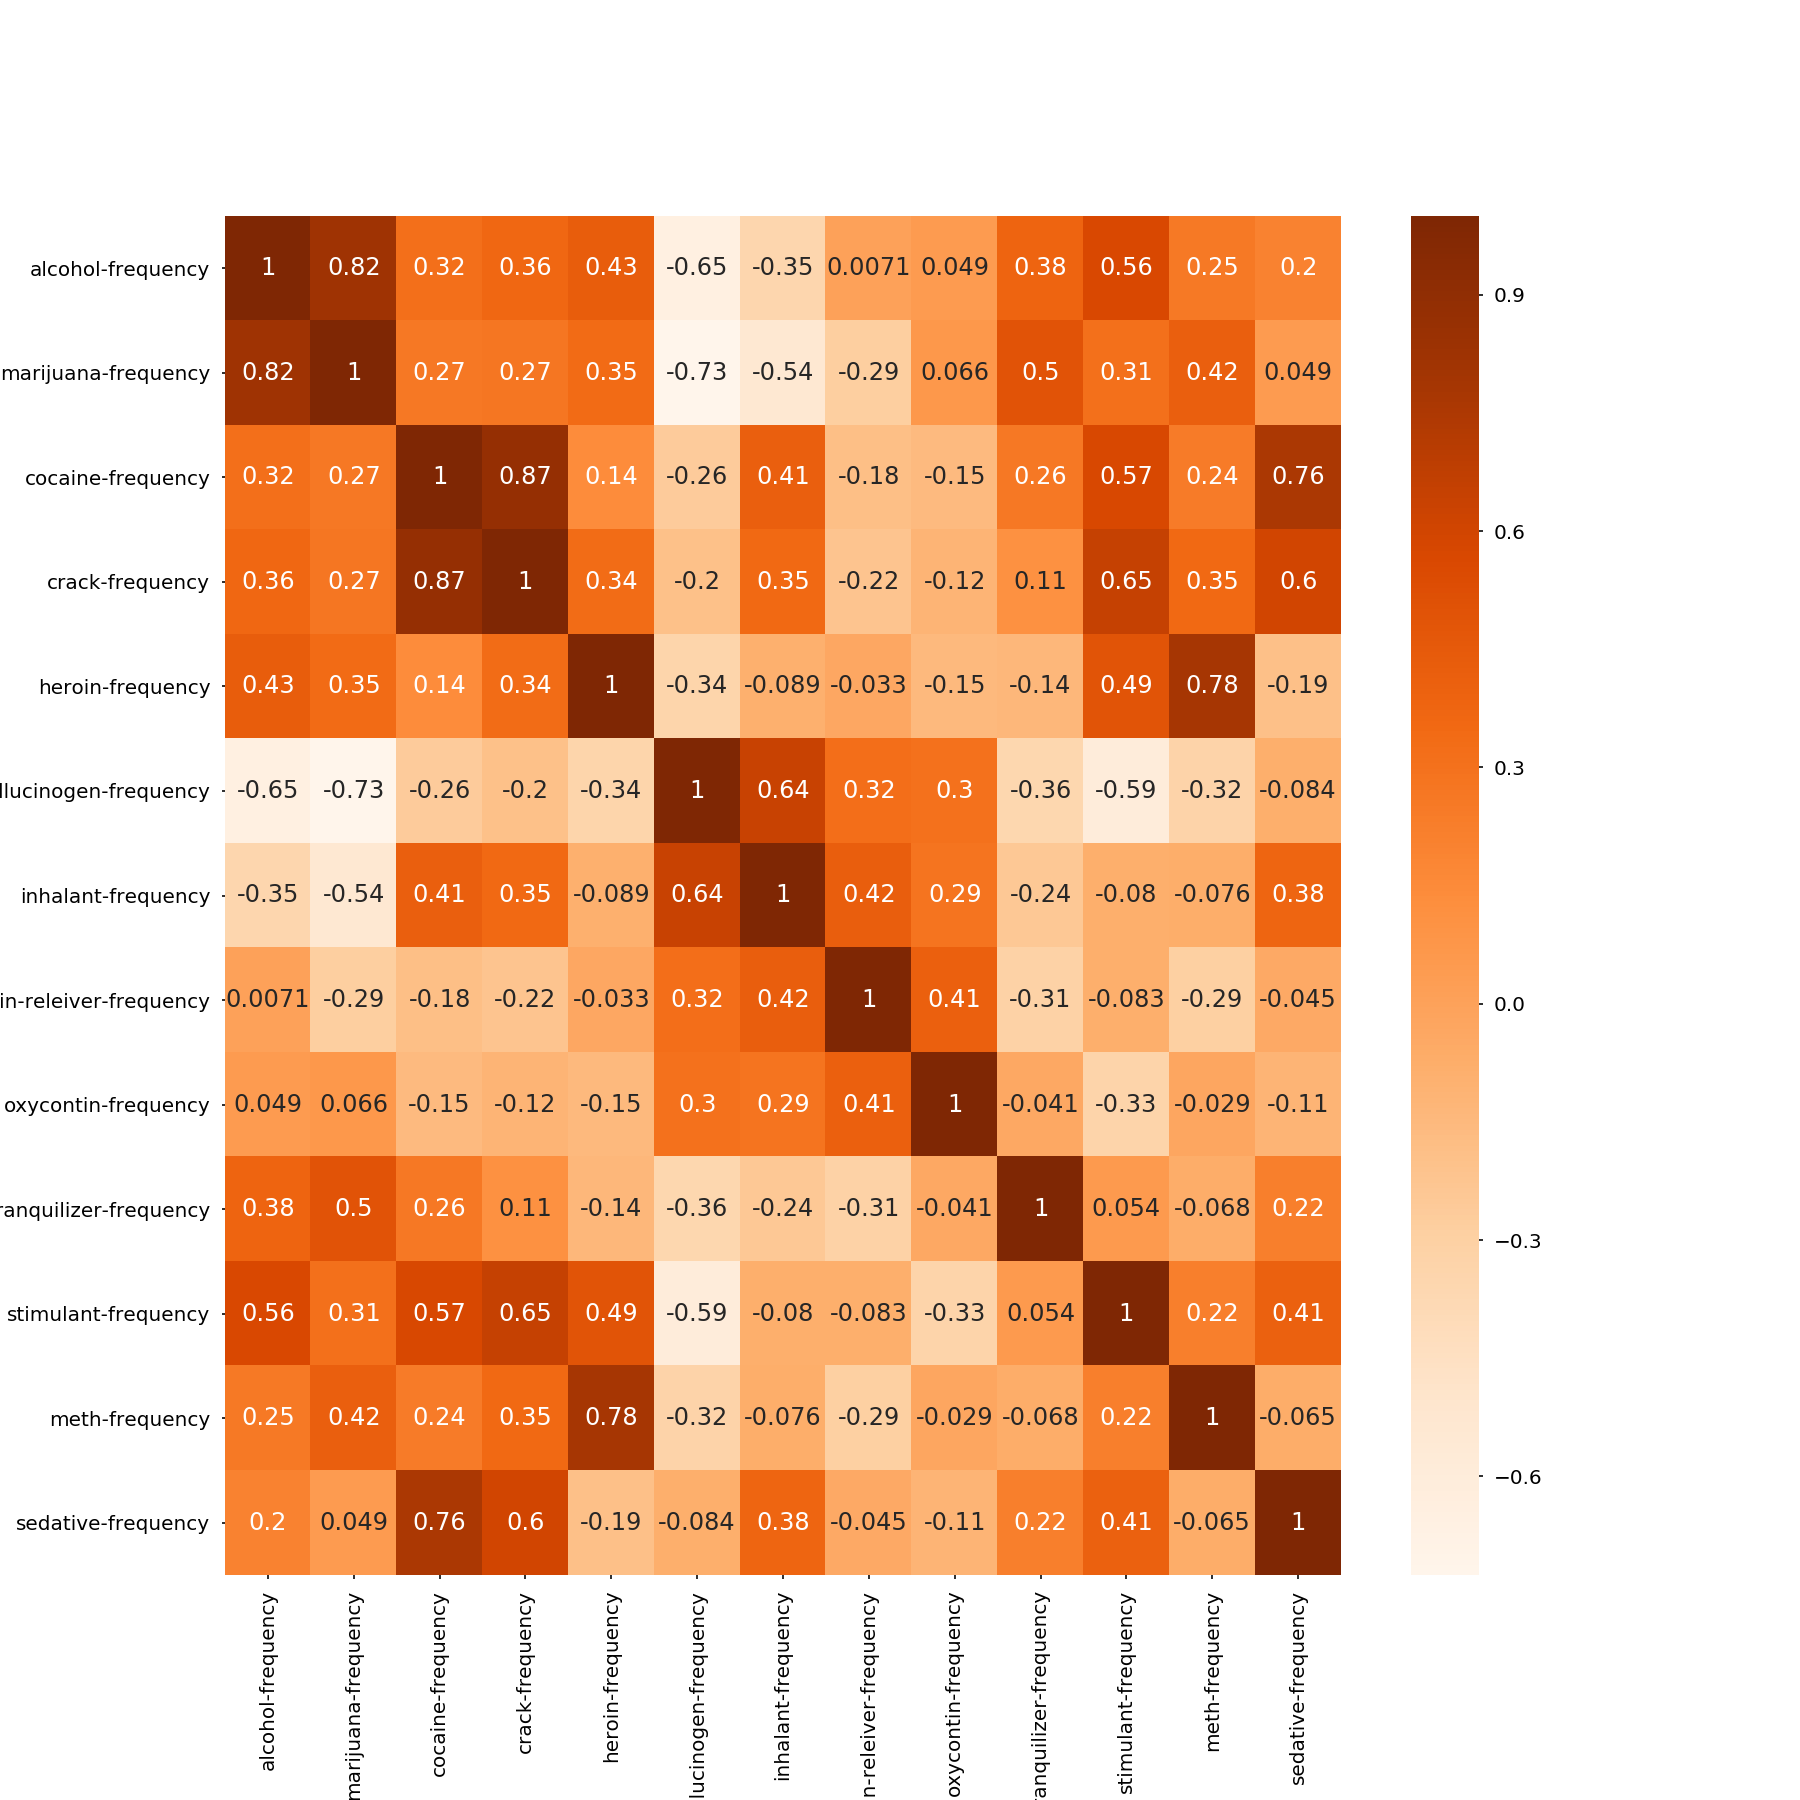 alcohol-frequency 1 0.82 0.32 0.36 0.43 -0.65 -0.35 0.0071 0.049 0.38 0.56 0.25 0.2
marijuana-frequency 0.82 1 0.27 0.27 0.35 -0.73 -0.54 -0.29 0.066 0.5 0.31 0.42 0.049
cocaine-frequency 0.32 0.27 1 0.87 0.14 -0.26 0.41 -0.18 -0.15 0.26 0.57 0.24 0.76
crack-frequency 0.36 0.27 0.87 1 0.34 -0.2 0.35 -0.22 -0.12 0.11 0.65 0.35 0.6
heroin-frequency 0.43 0.35 0.14 0.34 1 -0.34 -0.089 -0.033 -0.15 -0.14 0.49 0.78 -0.19
llucinogen-frequency -0.65 -0.73 -0.26 -0.2 -0.34 1 0.64 0.32 0.3 -0.36 -0.59 -0.32 -0.084
inhalant-frequency -0.35 -0.54 0.41 0.35 -0.089 0.64 1 0.42 0.29 -0.24 -0.08 -0.076 0.38
in-releiver-frequency 0.0071 -0.29 -0.18 -0.22 -0.033 0.32 0.42 1 0.41 -0.31 -0.083 -0.29 -0.045
oxycontin-frequency 0.049 0.066 -0.15 -0.12 -0.15 0.3 0.29 0.41 1 -0.041 -0.33 -0.029 -0.11
ranquilizer-frequency 0.38 0.5 0.26 0.11 -0.14 -0.36 -0.24 -0.31 -0.041 1 0.054 -0.068 0.22
stimulant-frequency 0.56 0.31 0.57 0.65 0.49 -0.59 -0.08 -0.083 -0.33 0.054 1 0.22 0.41
meth-frequency 0.25 0.42 0.24 0.35 0.78 -0.32 -0.076 -0.29 -0.029 -0.068 0.22 1 -0.065
sedative-frequency 0.2 0.049 0.76 0.6 -0.19 -0.084 0.38 -0.045 -0.11 0.22 0.41 -0.065 1
alcohol-frequency
marijuana-frequency
cocaine-frequency
crack-frequency
heroin-frequency
lucinogen-frequency
inhalant-frequency
n-releiver-frequency
oxycontin-frequency
anquilizer-frequency
stimulant-frequency
meth-frequency
sedative-frequency
0.9
0.6
0.3
0.0
−0.3
−0.6